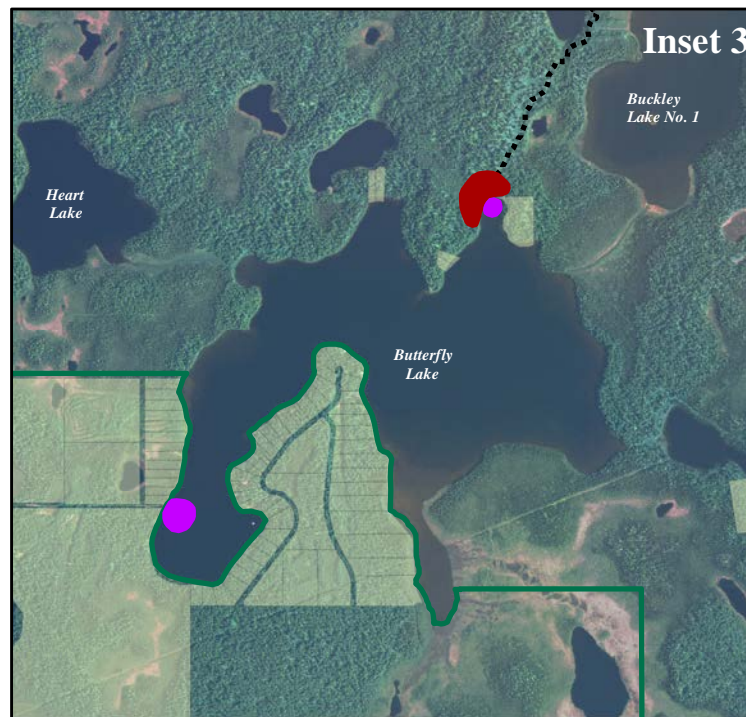 Inset 3
Buckley
Lake No. 1
Heart
Lake
Butterfly
Lake